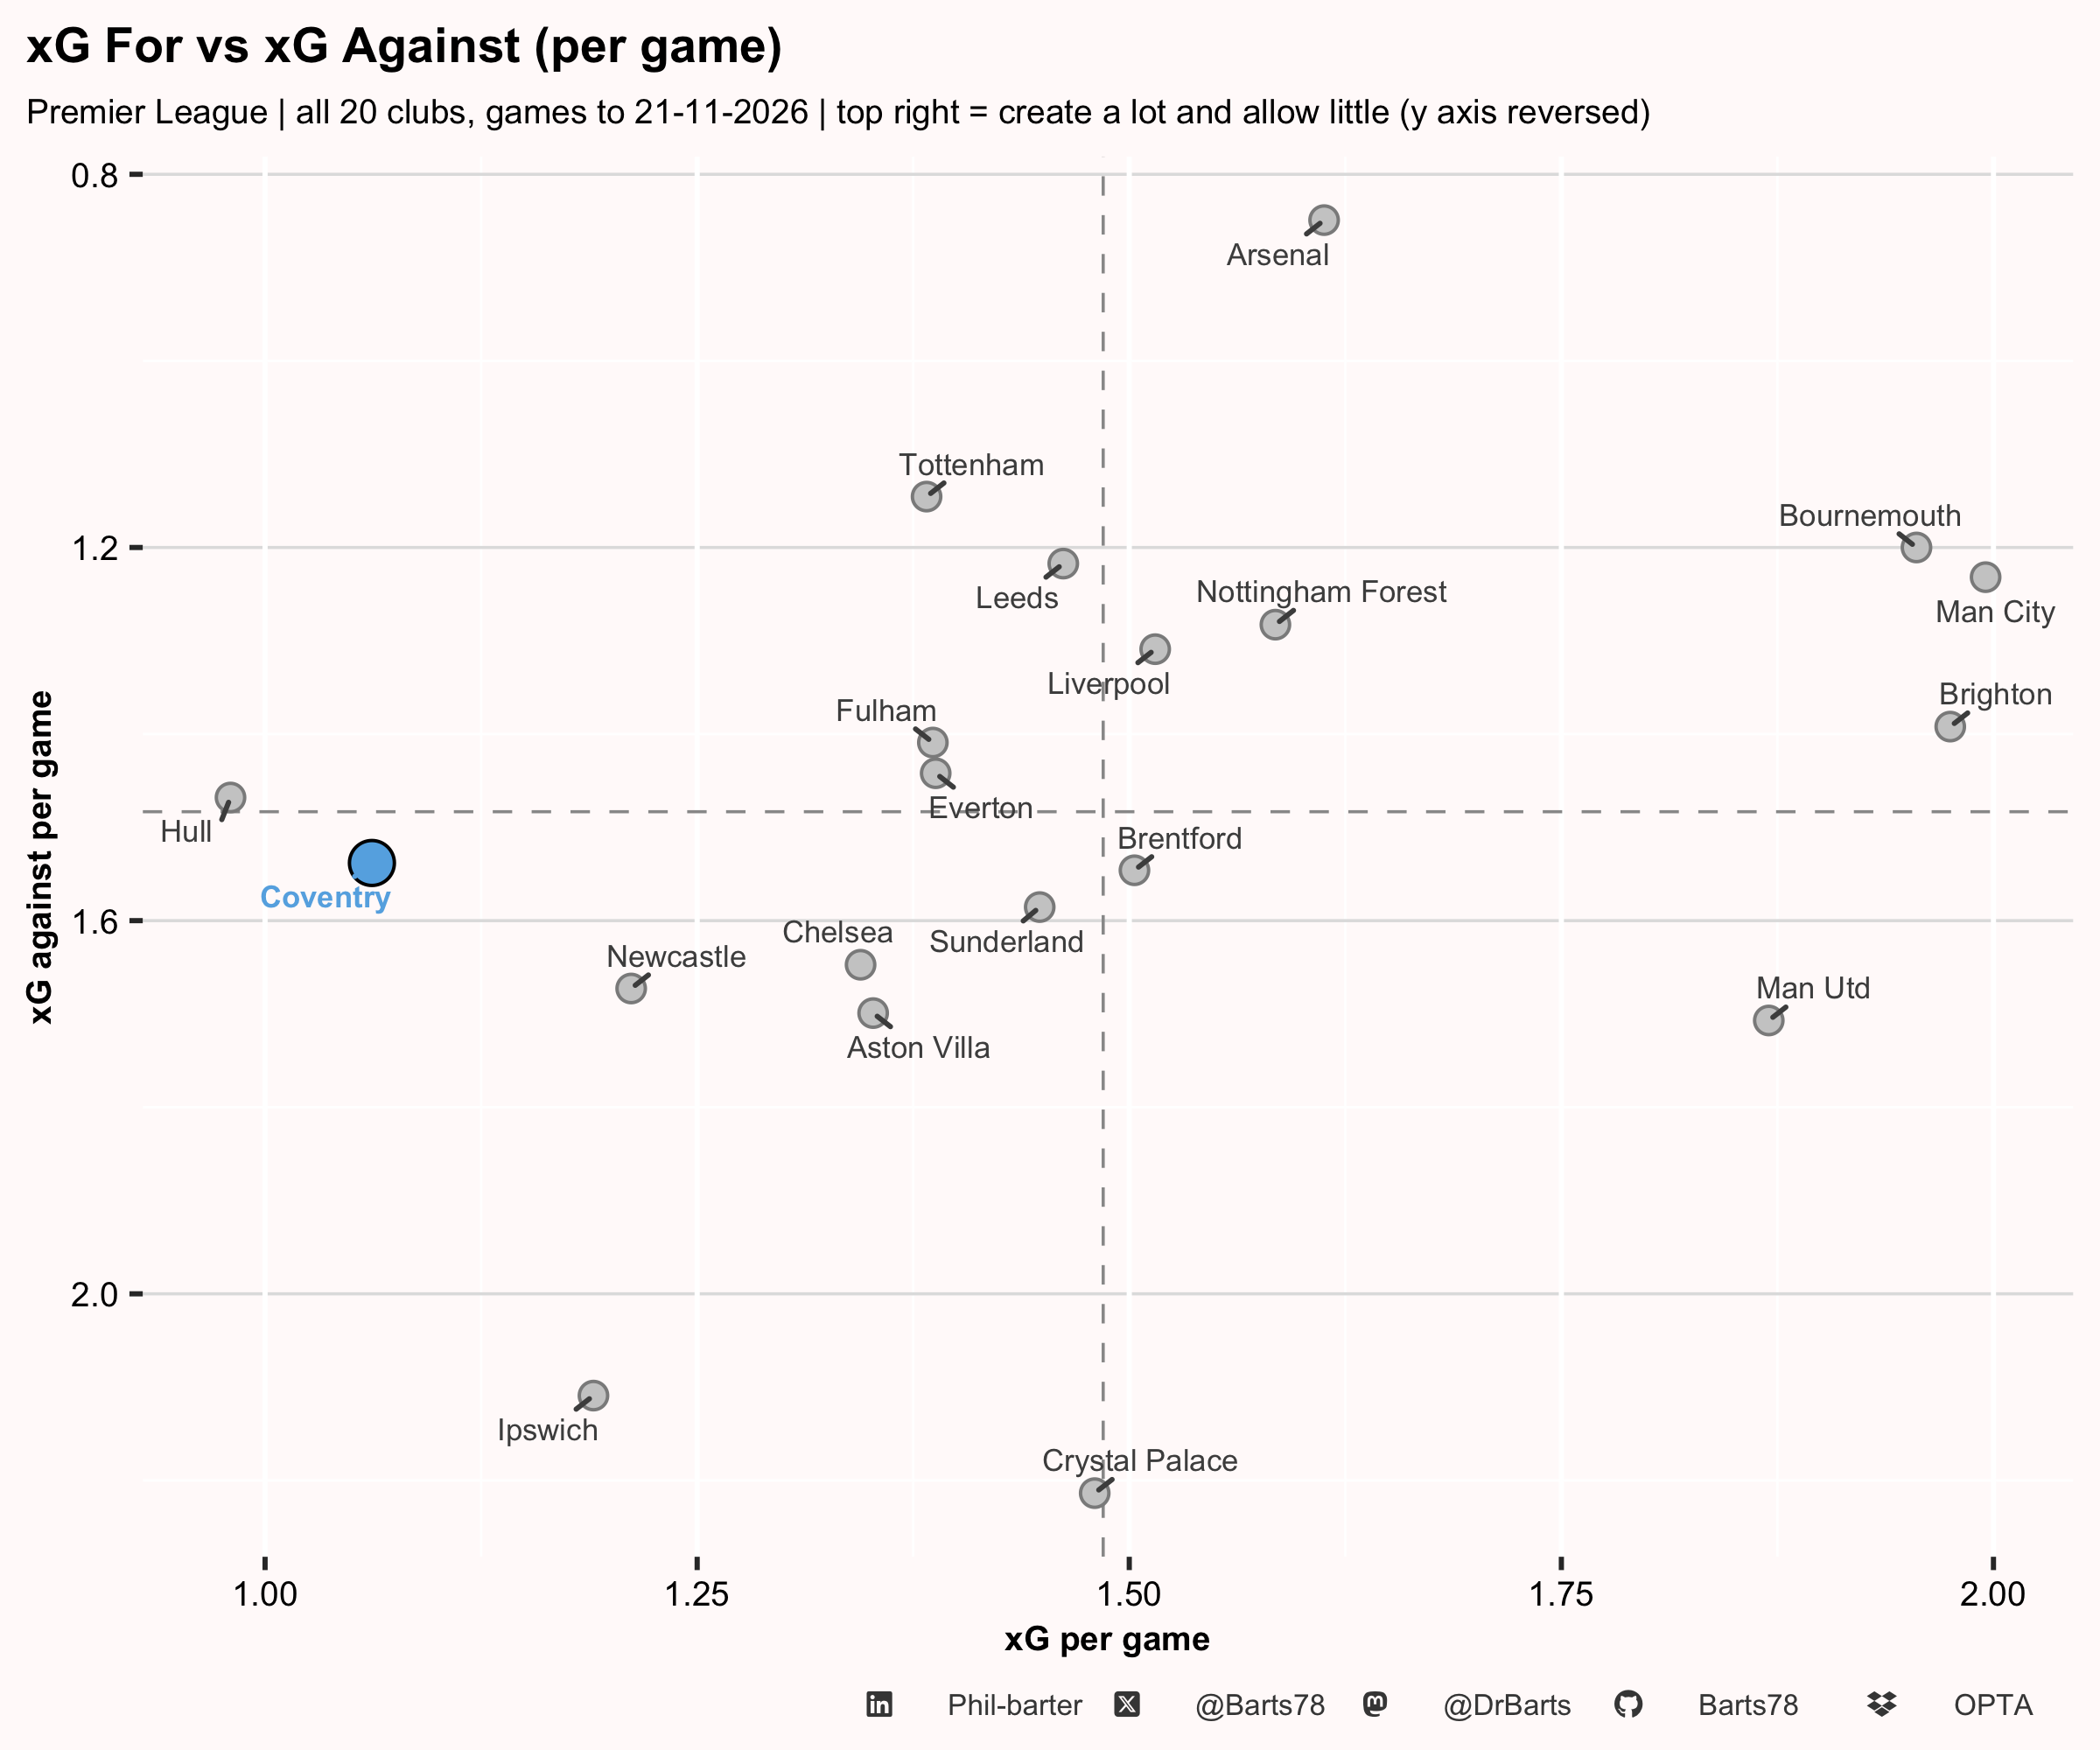 xG For vs xG Against (per game)
Premier League | all 20 clubs, games to 21-11-2026 | top right = create a lot and allow little (y axis reversed)
0.8
Arsenal
Tottenham
Bournemouth
1.2
Leeds
Nottingham Forest
Man City
Liverpool
Brighton
Fulham
Everton
Hull
Brentford
Coventry
1.6
Chelsea
Sunderland
Newcastle
Man Utd
Aston Villa
xG against per game
2.0
Ipswich
Crystal Palace
1.00 1.25 1.50 1.75 2.00
xG per game
Phil-barter @Barts78 @DrBarts Barts78 OPTA